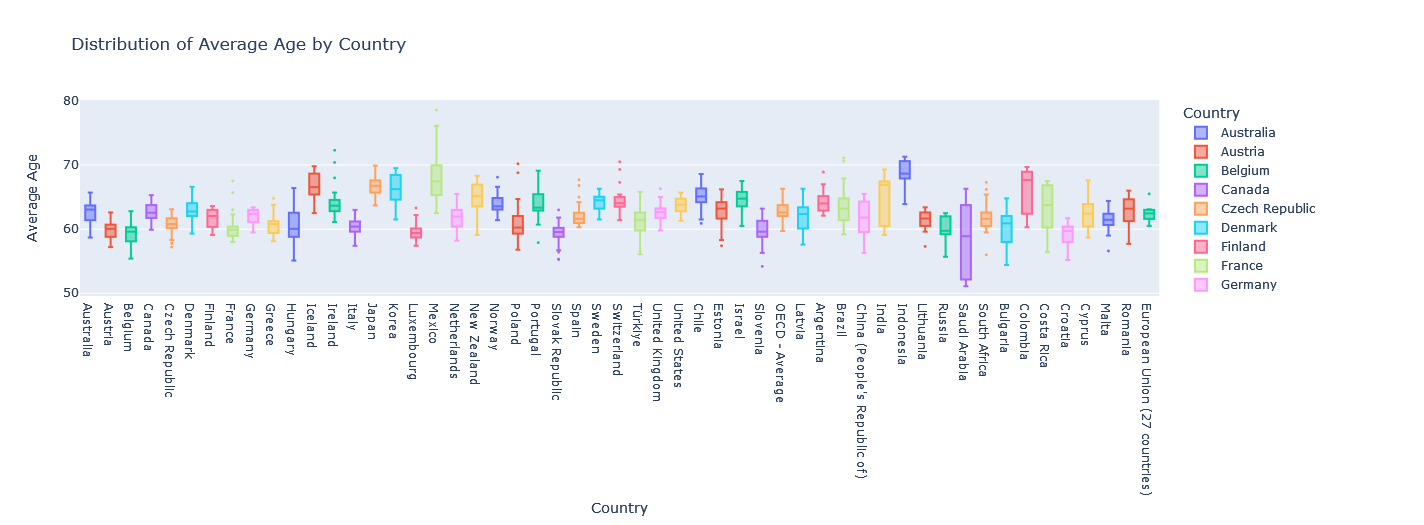 Distribution of Average Age by Country
Average Age
80
70
60
50
Australia
Austria
Belgium
Canada
Czech Republic
Denmark
Finland
France
Germany
Greece
Hungary
Iceland
Ireland
Italy
Japan
Korea
Luxembourg
Mexico
Netherlands
New Zealand
Norway
Poland
Portugal
Slovak Republic
Spain
Sweden
Switzerland
Türkiye
United Kingdom
United States
Chile
Estonia
Israel
Slovenia
OECD - Average
Latvia
Argentina
Brazil
China (People's Republic of)
India
Indonesia
Lithuania
Russia
Saudi Arabia
South Africa
Bulgaria
Colombia
Costa Rica
Croatia
Cyprus
Malta
Romania
European Union (27 countries)
Country
Country
Australia
Austria
Belgium
Canada
Czech Republic
Denmark
Finland
France
Germany